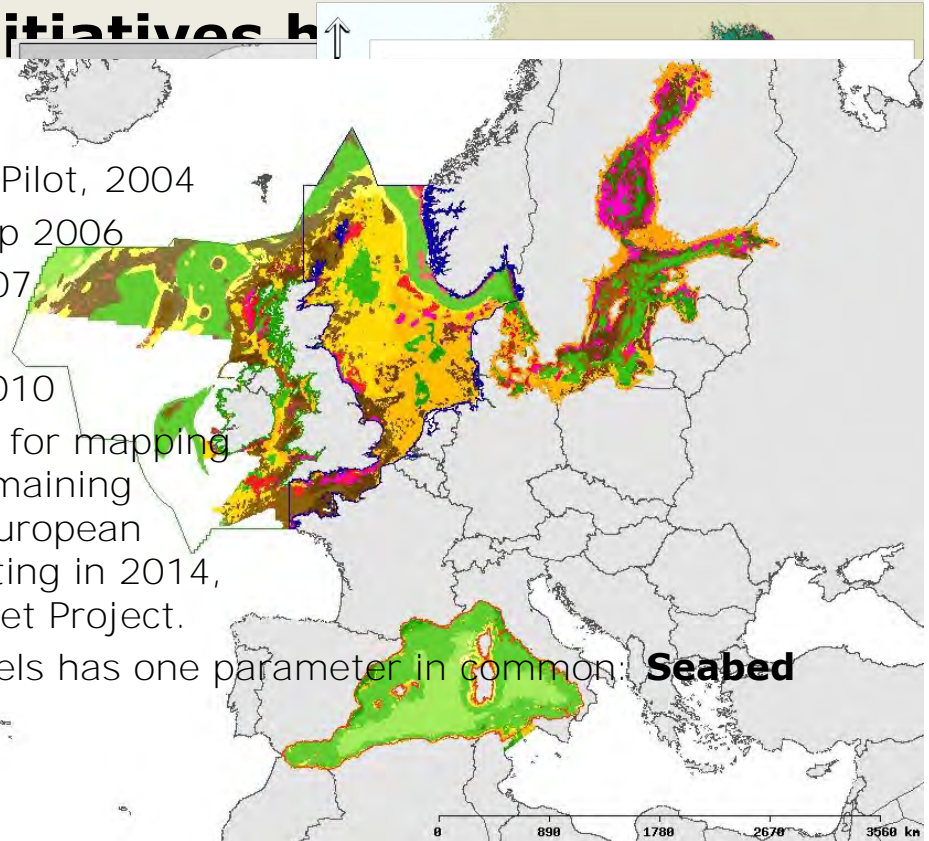 itiatives h
Pilot, 2004
p 2006
07
010
for mapping
maining
uropean
ting in 2014,
et Project.
els has one parameter in common: Seabed
0 890 1780 2670 3560 km